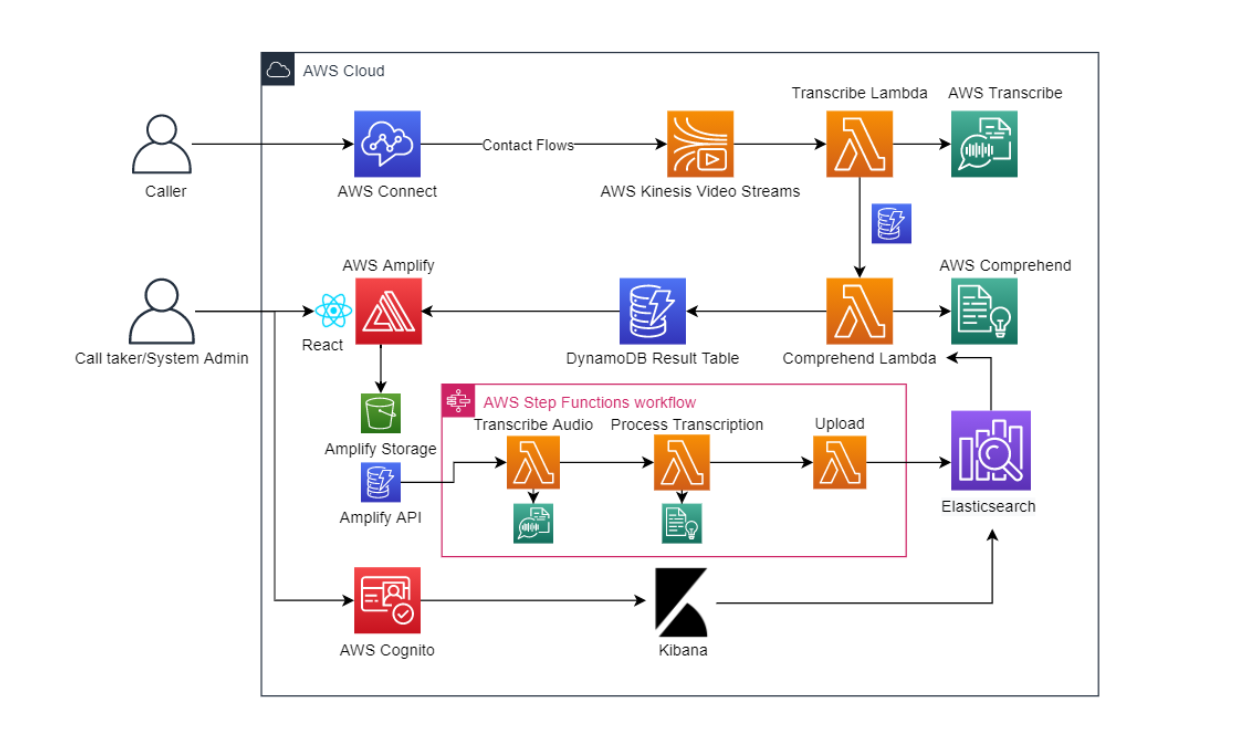 AWS Cloud
Transcribe Lambda
AWS Transcribe
Contact Flows
Caller
AWS Connect
AWS Kinesis Video Streams
AWS Amplify
AWS Comprehend
React
Call taker/System Admin
DynamoDB Result Table
Comprehend Lambda
AWS Step Functions workflow
Transcribe Audio
Process Transcription
Upload
Amplify Storage
Amplify API
Elasticsearch
AWS Cognito
Kibana